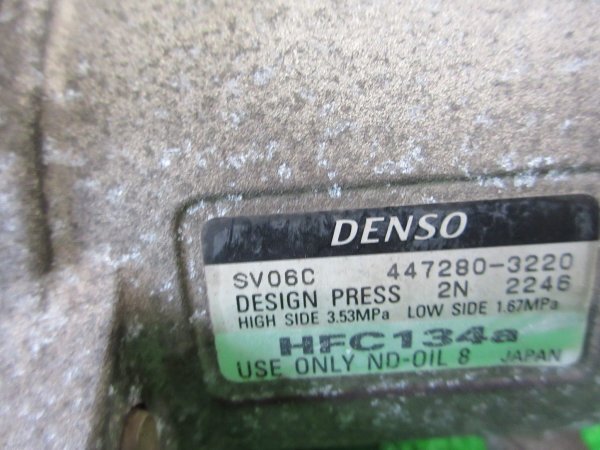 DENSO
SV06C 447280-3220
DESIGN PRESS 2N 2246
HIGH SIDE 3.53MPa LOW SIDE 1.67MPa
HFC134a
USE ONLY ND-OIL 8 JAPAN